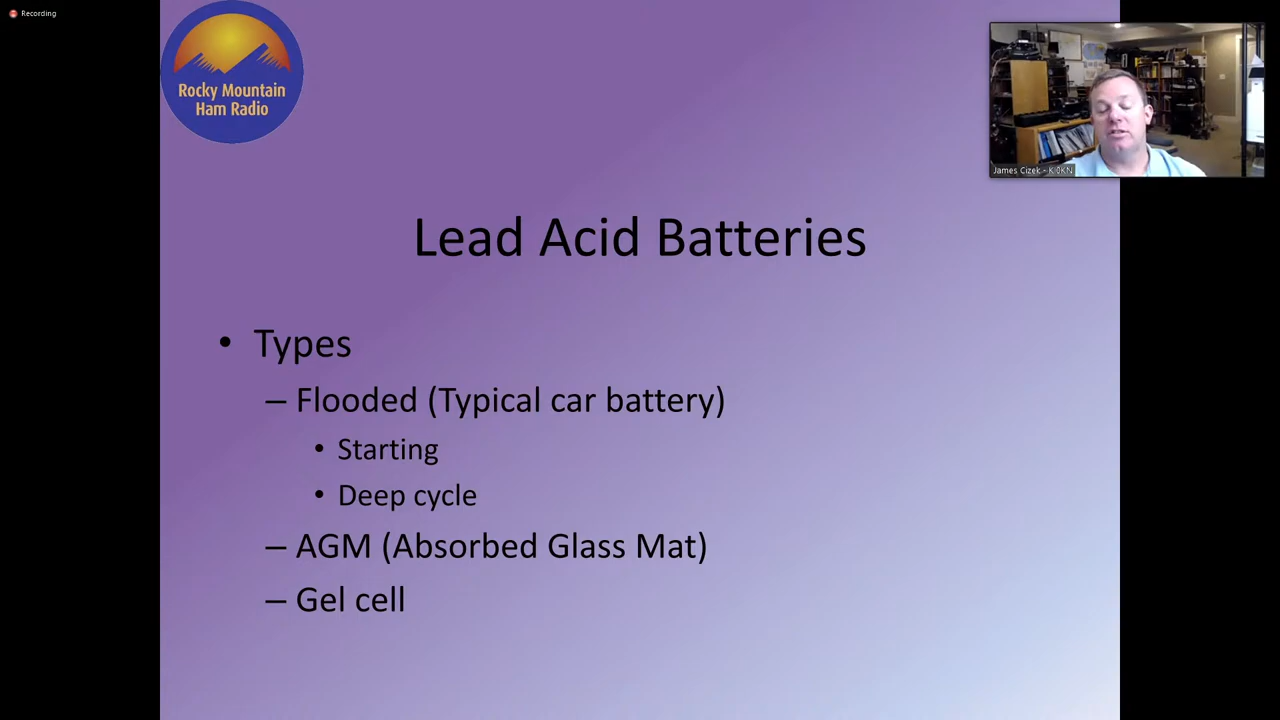 Recording
Rocky Mountain
Ham Radio
James Cizek - KI0KN
Lead Acid Batteries
• Types
– Flooded (Typical car battery)
• Starting
• Deep cycle
– AGM (Absorbed Glass Mat)
– Gel cell